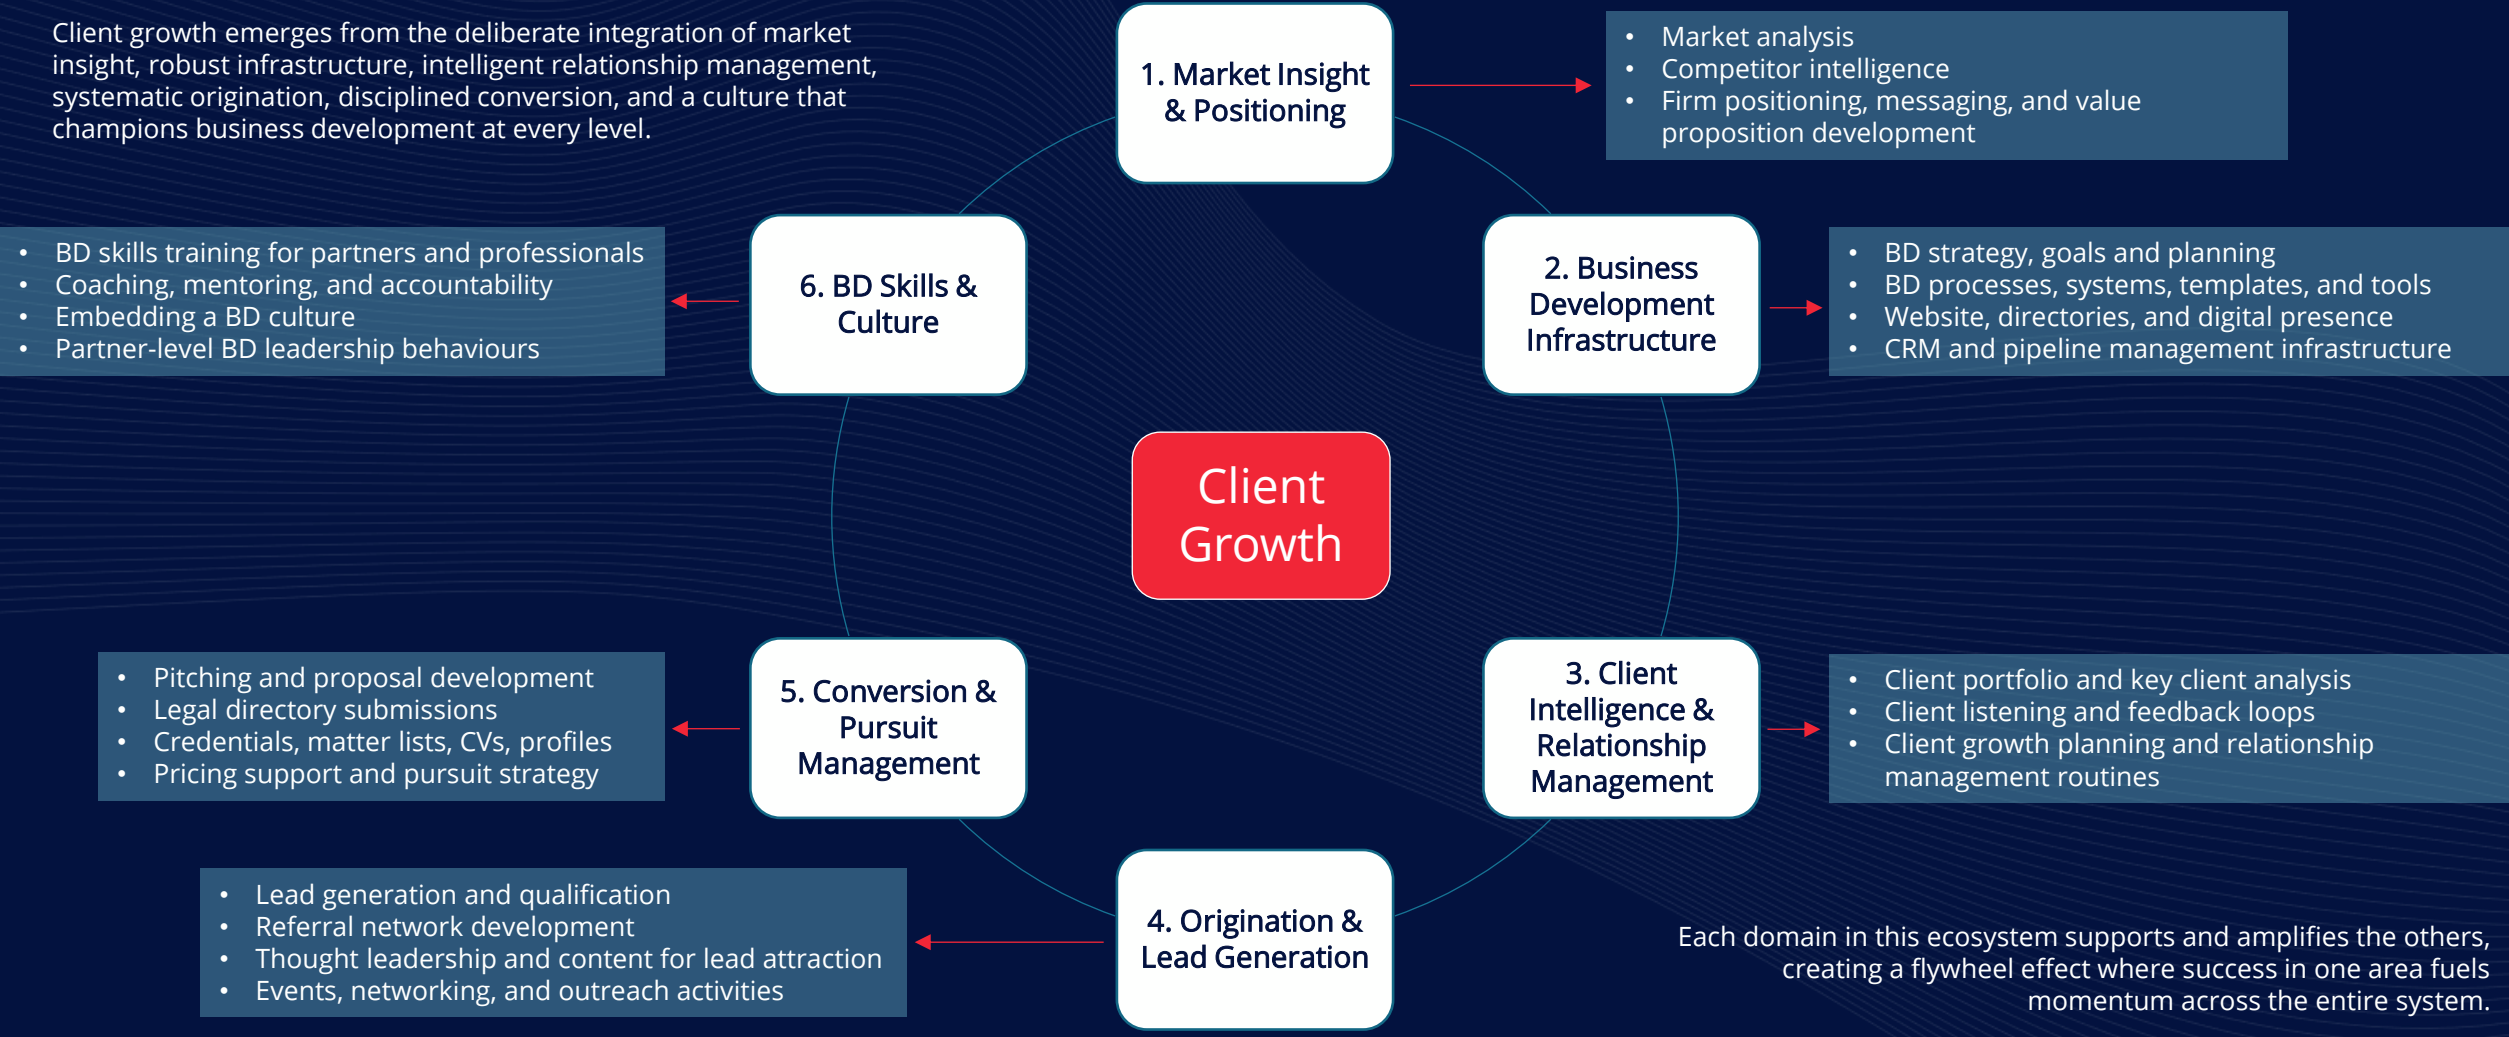 Client growth emerges from the deliberate integration of market
insight, robust infrastructure, intelligent relationship management,
systematic origination, disciplined conversion, and a culture that
champions business development at every level.
1. Market Insight
& Positioning
• Market analysis
• Competitor intelligence
• Firm positioning, messaging, and value
proposition development
2. Business
Development
Infrastructure
• BD strategy, goals and planning
• BD processes, systems, templates, and tools
• Website, directories, and digital presence
• CRM and pipeline management infrastructure
3. Client
Intelligence &
Relationship
Management
• Client portfolio and key client analysis
• Client listening and feedback loops
• Client growth planning and relationship
management routines
4. Origination &
Lead Generation
• Lead generation and qualification
• Referral network development
• Thought leadership and content for lead attraction
• Events, networking, and outreach activities
5. Conversion &
Pursuit
Management
• Pitching and proposal development
• Legal directory submissions
• Credentials, matter lists, CVs, profiles
• Pricing support and pursuit strategy
6. BD Skills &
Culture
• BD skills training for partners and professionals
• Coaching, mentoring, and accountability
• Embedding a BD culture
• Partner-level BD leadership behaviours
Client
Growth
Each domain in this ecosystem supports and amplifies the others,
creating a flywheel effect where success in one area fuels
momentum across the entire system.